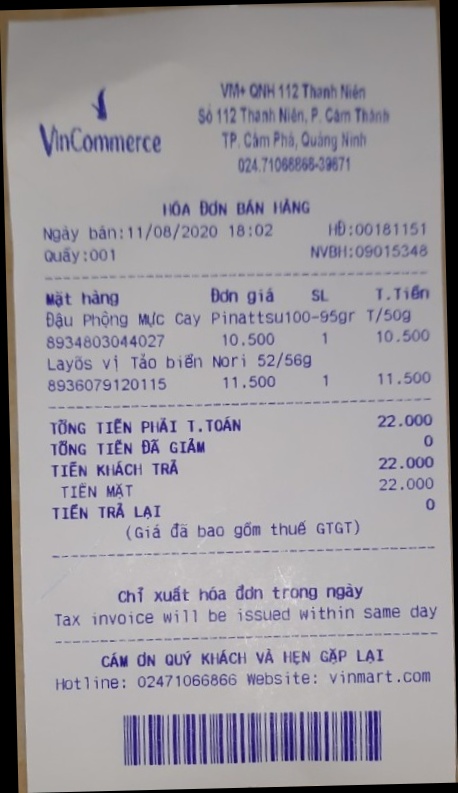 VinCommerce
VM+ QNH 112 Thanh Niên
Số 112 Thanh Niên, P. Cẩm Thành
TP. Cẩm Phả, Quảng Ninh
024.71066866-39671
HÓA ĐƠN BÁN HÀNG
Ngày bán:11/08/2020 18:02 HĐ:00181151
Quầy:001 NVBH:09015348
Mặt hàng Đơn giá SL T.Tiền
Đậu Phộng Mực Cay Pinattsu100-95gr T/50g
8934803044027 10.500 1 10.500
Layõs vị Tảo biển Nori 52/56g
8936079120115 11.500 1 11.500
TỔNG TIỀN PHẢI T.TOÁN 22.000
TỔNG TIỀN ĐÃ GIẢM 0
TIỀN KHÁCH TRẢ 22.000
TIỀN MẶT 22.000
TIỀN TRẢ LẠI 0
(Giá đã bao gồm thuế GTGT)
Chỉ xuất hóa đơn trong ngày
Tax invoice will be issued within same day
CẢM ƠN QUÝ KHÁCH VÀ HẸN GẶP LẠI
Hotline: 02471066866 Website: vinmart.com